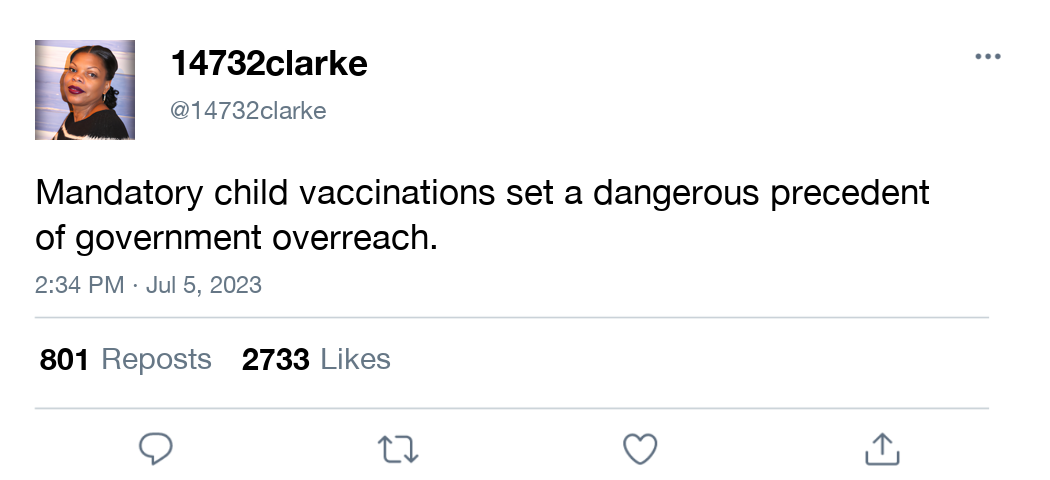 14732clarke
@14732clarke
Mandatory child vaccinations set a dangerous precedent
of government overreach.
2:34 PM · Jul 5, 2023
801 Reposts 2733 Likes